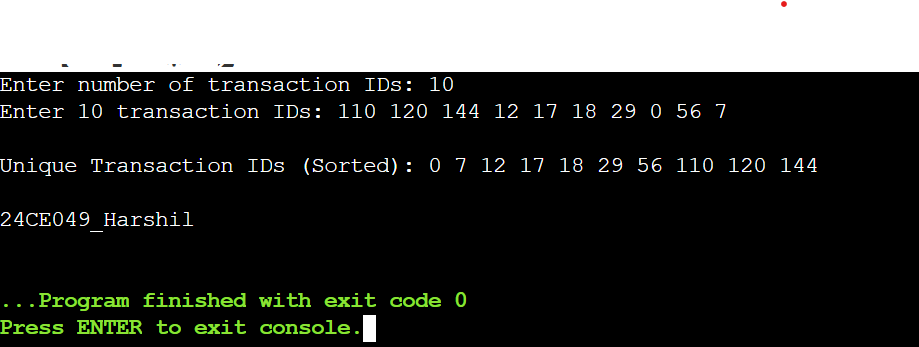 Enter number of transaction IDs: 10
Enter 10 transaction IDs: 110 120 144 12 17 18 29 0 56 7
Unique Transaction IDs (Sorted): 0 7 12 17 18 29 56 110 120 144
24CE049_Harshil
...Program finished with exit code 0
Press ENTER to exit console.